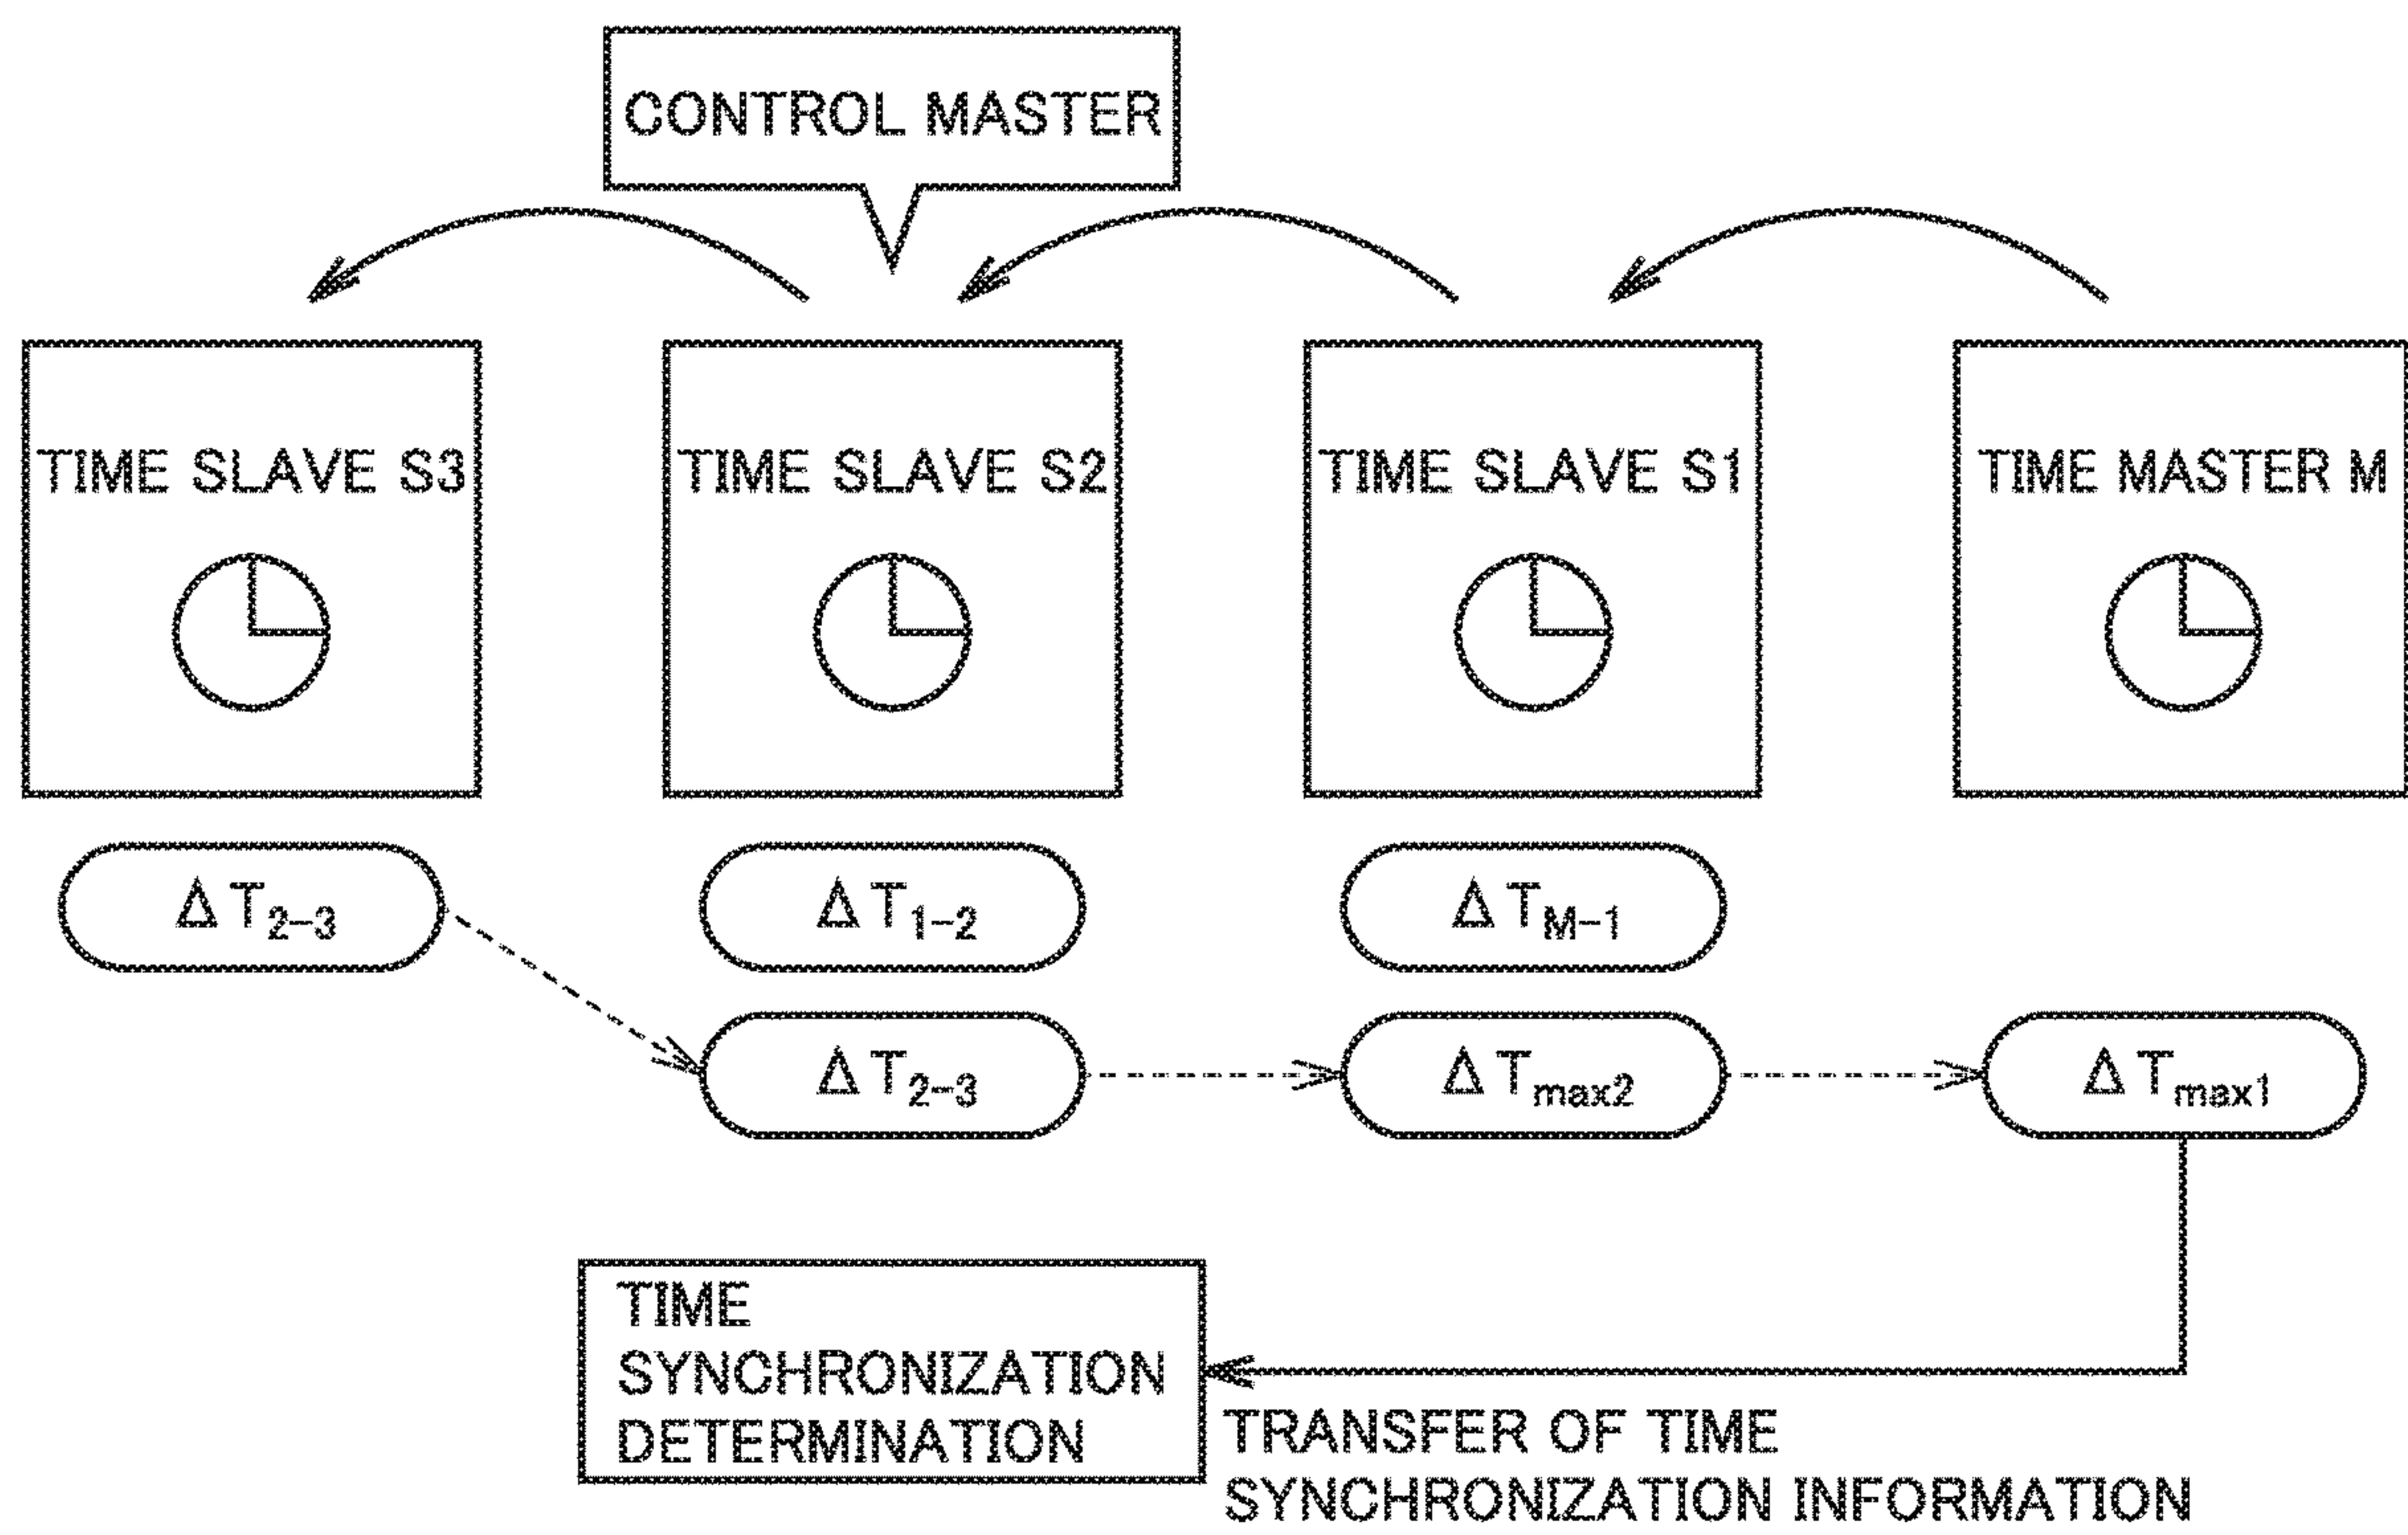 CONTROL MASTER
TIME SLAVE S3
TIME SLAVE S2
TIME SLAVE S1
TIME MASTER M
ΔT2-3
ΔT1-2
ΔTM-1
ΔT2-3
ΔTmax2
ΔTmax1
TIME
SYNCHRONIZATION
DETERMINATION
TRANSFER OF TIME
SYNCHRONIZATION INFORMATION